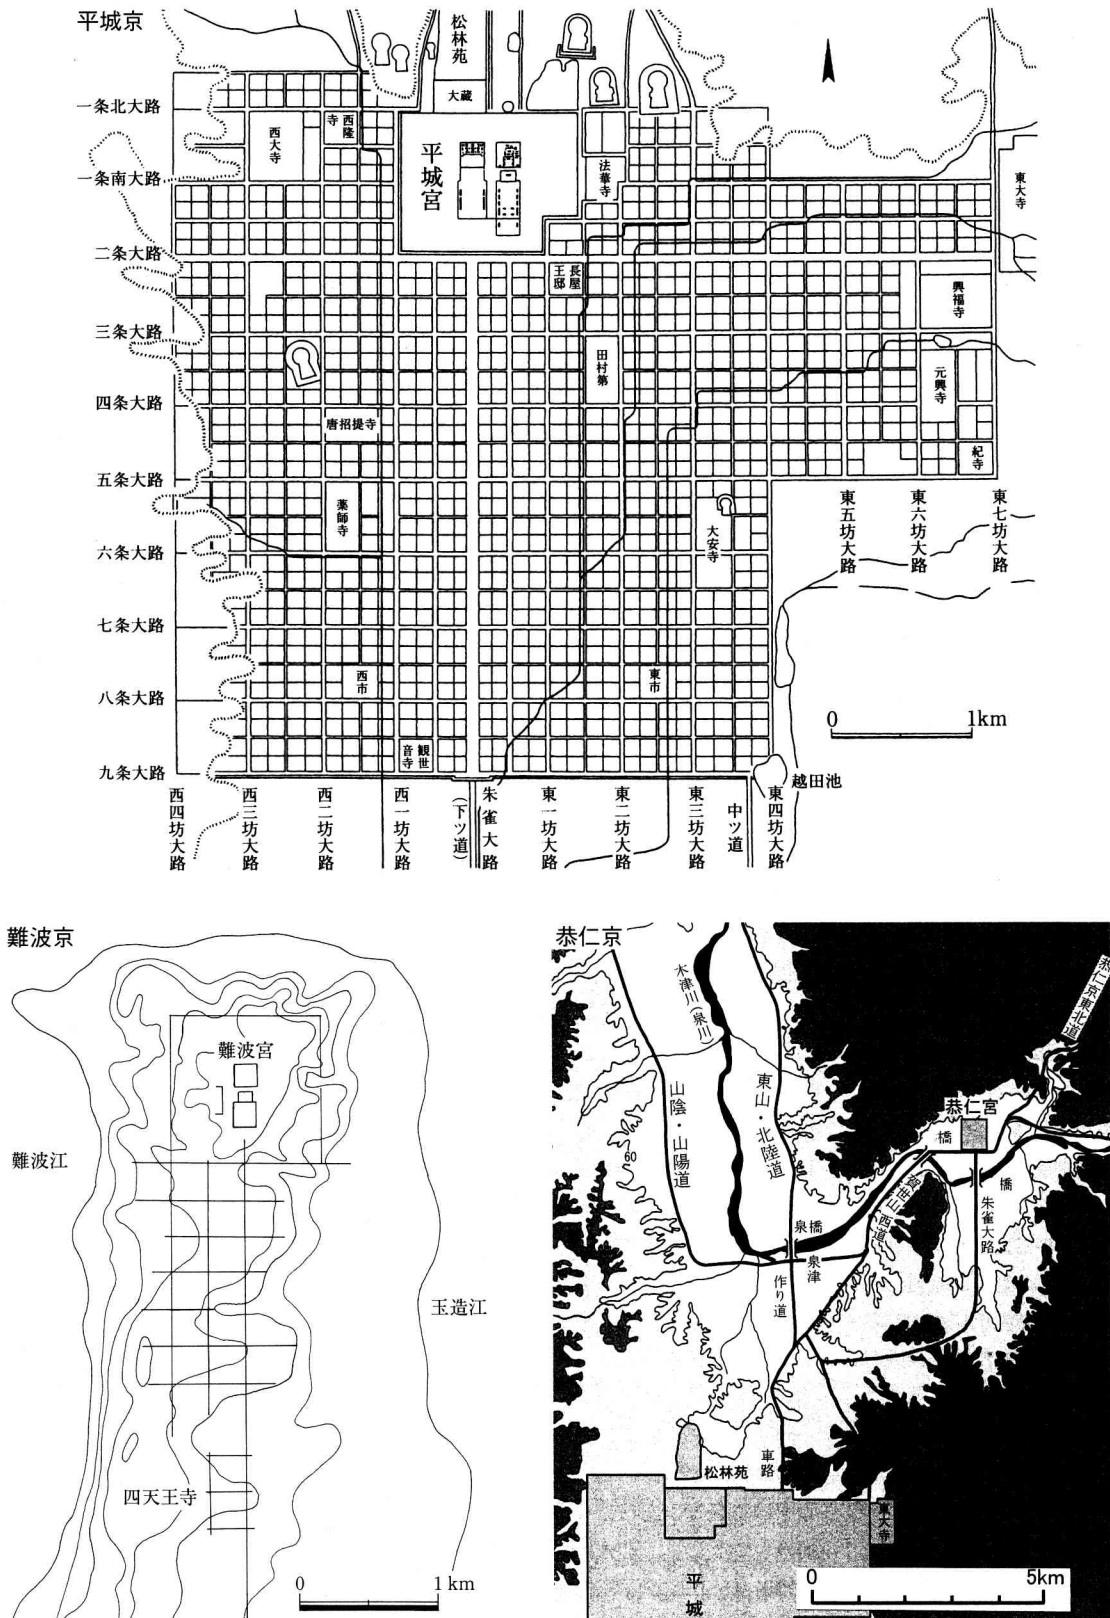 平城京
松林苑
大蔵
一条北大路
西大寺
西隆寺
平城宮
法華寺
東大寺
一条南大路
二条大路
長屋王邸
興福寺
三条大路
田村第
元興寺
四条大路
唐招提寺
紀寺
五条大路
薬師寺
大安寺
東五坊大路
東六坊大路
東七坊大路
六条大路
七条大路
西市
東市
八条大路
0 1km
観世音寺
九条大路
越田池
西四坊大路
西三坊大路
西二坊大路
西一坊大路
(下ツ道)
朱雀大路
東一坊大路
東二坊大路
東三坊大路
中ツ道
東四坊大路
難波京
難波宮
難波江
玉造江
四天王寺
0 1km
恭仁京
木津川(泉川)
恭仁京東北道
山陰・山陽道
東山・北陸道
恭仁宮
橋
橋
60
賀世山西道
朱雀大路
泉橋
泉津
作り道
松林苑
車路
東大寺
平城
0 5km